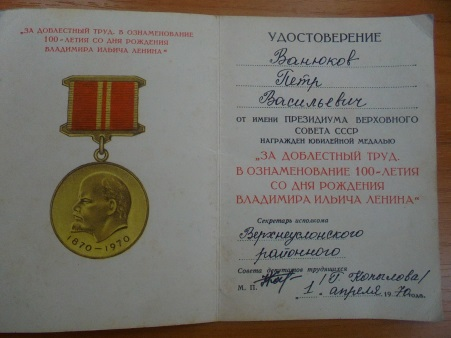 „ЗА ДОБЛЕСТНЫЙ ТРУД. В ОЗНАМЕНОВАНИЕ
100-ЛЕТИЯ СО ДНЯ РОЖДЕНИЯ
ВЛАДИМИРА ИЛЬИЧА ЛЕНИНА"
1870-1970
УДОСТОВЕРЕНИЕ
Ванюков
Петр
Васильевич
ОТ ИМЕНИ ПРЕЗИДИУМА ВЕРХОВНОГО
СОВЕТА СССР
НАГРАЖДЕН ЮБИЛЕЙНОЙ МЕДАЛЬЮ
„ЗА ДОБЛЕСТНЫЙ ТРУД.
В ОЗНАМЕНОВАНИЕ 100-ЛЕТИЯ
СО ДНЯ РОЖДЕНИЯ
ВЛАДИМИРА ИЛЬИЧА ЛЕНИНА"
Секретарь исполкома
Верхнеуслонского
районного
Совета депутатов трудящихся
Копылова/
М. П. 1 апреля 1970 года.